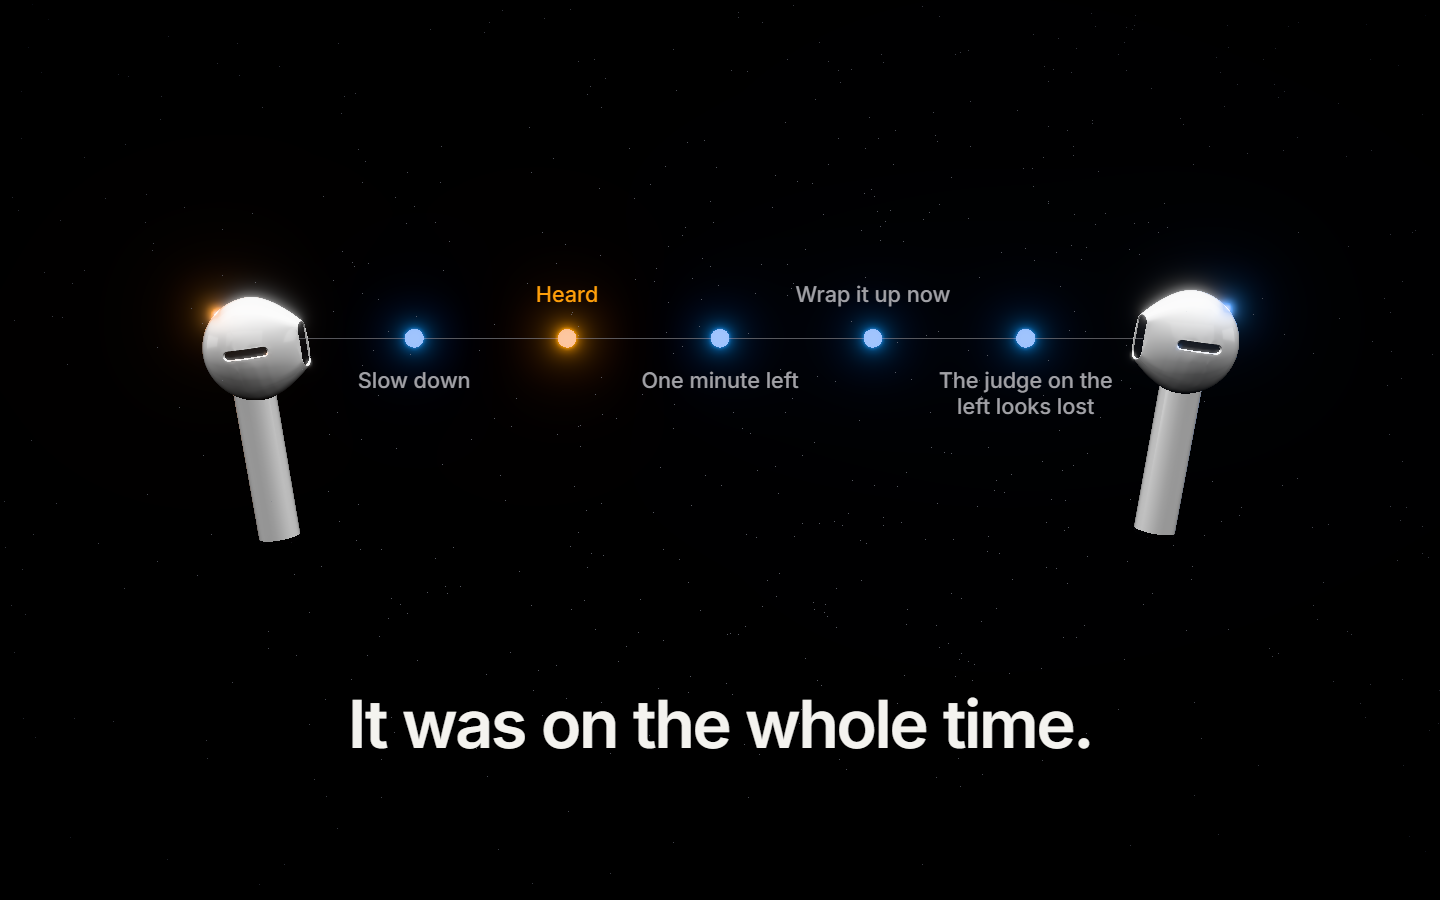 Heard
Wrap it up now
Slow down
One minute left
The judge on the
left looks lost
It was on the whole time.